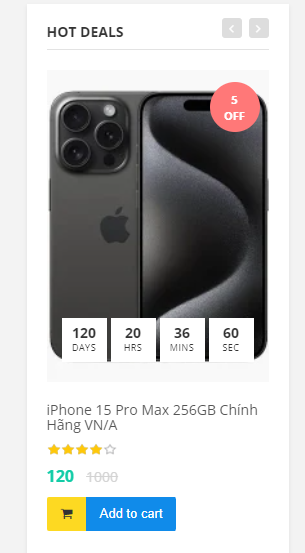 HOT DEALS
5
OFF
120 20 36 60
DAYS HRS MINS SEC
iPhone 15 Pro Max 256GB Chính
Hãng VN/A
120 1000
Add to cart